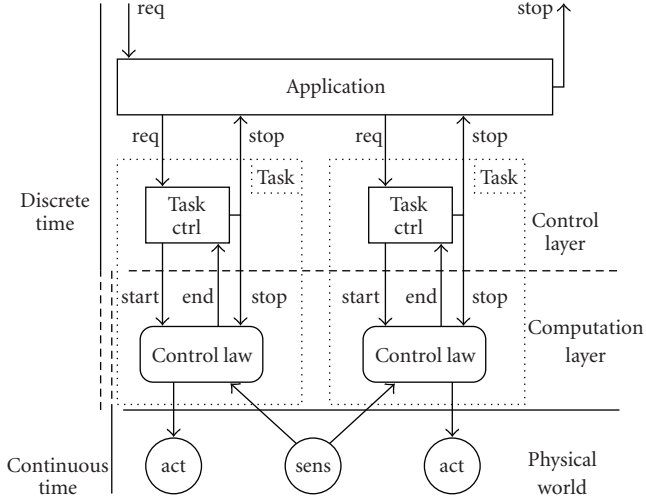 req
stop
Application
req
stop
req
stop
Task
Task
Task
ctrl
Task
ctrl
Discrete
time
Control
layer
start
end
stop
start
end
stop
Control law
Control law
Computation
layer
act
sens
act
Continuous
time
Physical
world